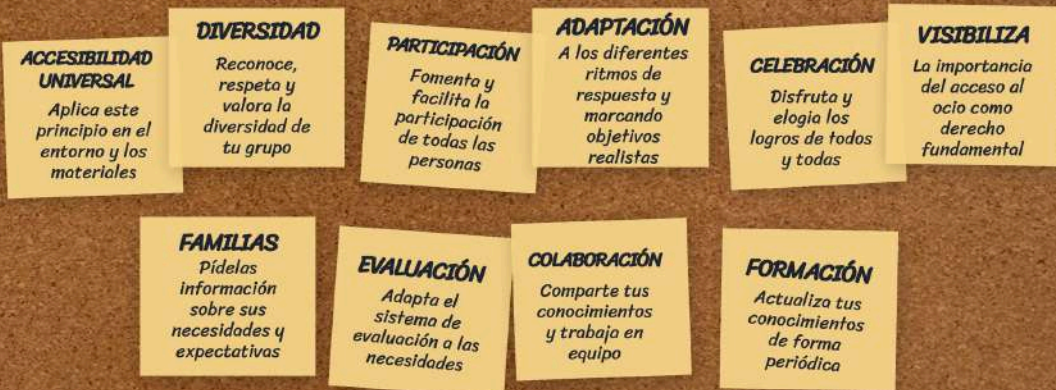 ACCESIBILIDAD
UNIVERSAL
Aplica este
principio en el
entorno y los
materiales
DIVERSIDAD
Reconoce,
respeta y
valora la
diversidad de
tu grupo
PARTICIPACIÓN
Fomenta y
facilita la
participación
de todas las
personas
ADAPTACIÓN
A los diferentes
ritmos de
respuesta y
marcando
objetivos
realistas
CELEBRACIÓN
Disfruta y
elogia los
logros de todos
y todas
VISIBILIZA
La importancia
del acceso al
ocio como
derecho
fundamental
FAMILIAS
Pídelas
información
sobre sus
necesidades y
expectativas
EVALUACIÓN
Adapta el
sistema de
evaluación a las
necesidades
COLABORACIÓN
Comparte tus
conocimientos
y trabaja en
equipo
FORMACIÓN
Actualiza tus
conocimientos
de forma
periódica